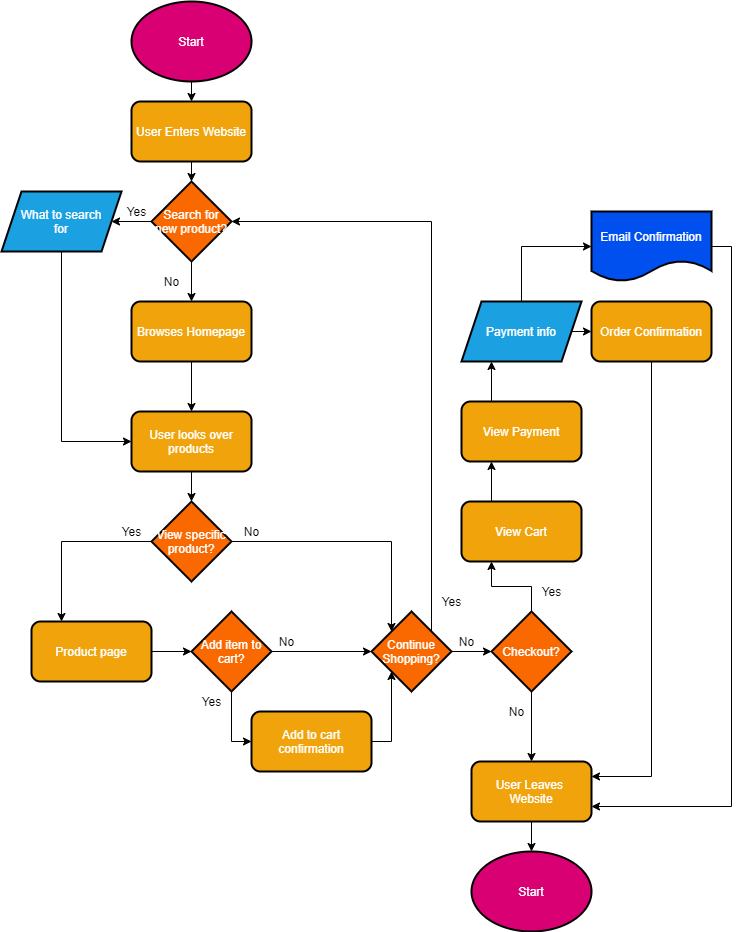 Start
User Enters Website
Search for
new product?
Yes
What to search
for
No
Browses Homepage
User looks over
products
View specific
product?
Yes
No
Product page
Add item to
cart?
No
Yes
Add to cart
confirmation
Continue
Shopping?
Yes
No
Checkout?
Yes
View Cart
View Payment
Payment info
Email Confirmation
Order Confirmation
No
User Leaves
Website
Start